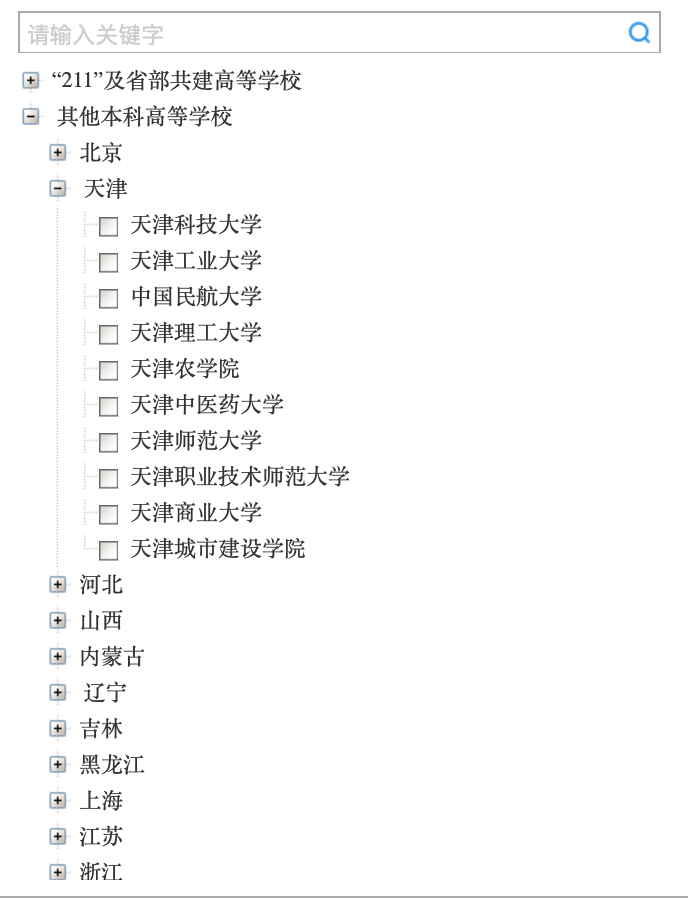 请输入关键字
“211”及省部共建高等学校
其他本科高等学校
北京
天津
天津科技大学
天津工业大学
中国民航大学
天津理工大学
天津农学院
天津中医药大学
天津师范大学
天津职业技术师范大学
天津商业大学
天津城市建设学院
河北
山西
内蒙古
辽宁
吉林
黑龙江
上海
江苏
浙江